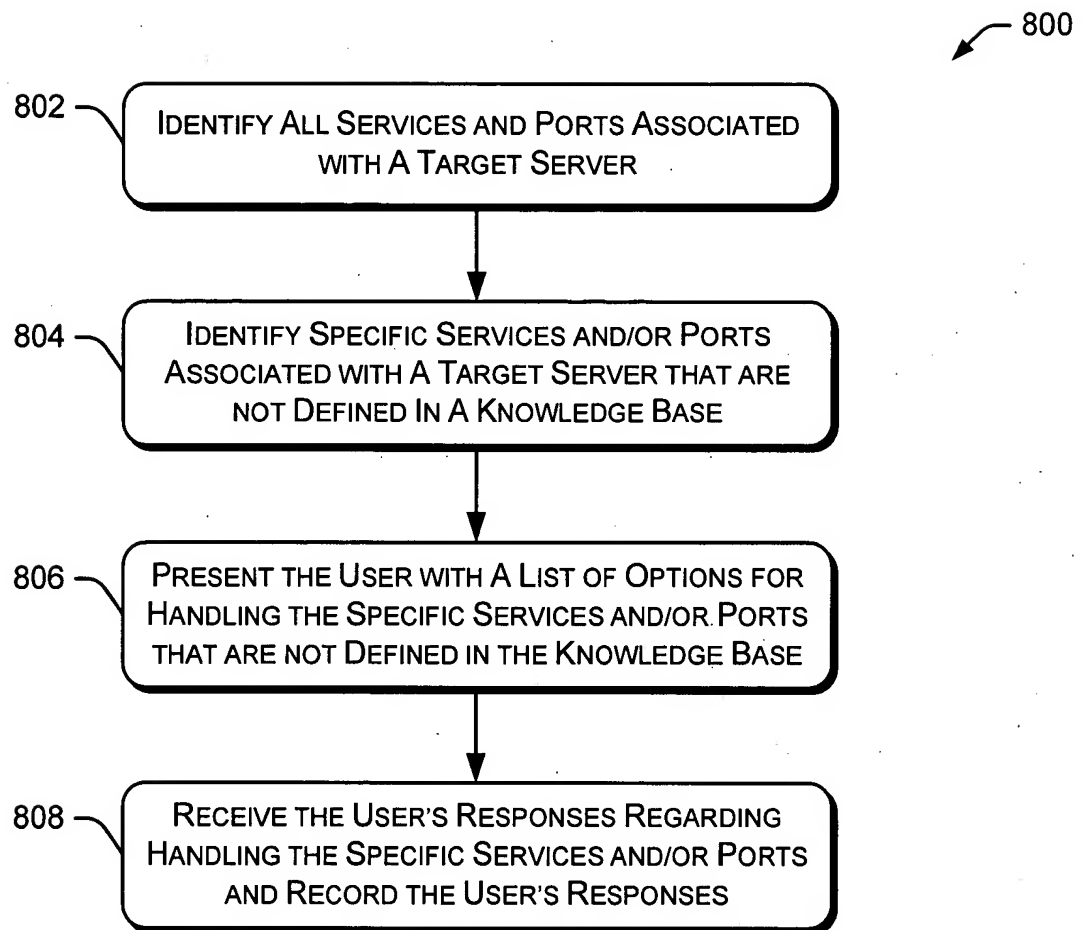 800
802
IDENTIFY ALL SERVICES AND PORTS ASSOCIATED
WITH A TARGET SERVER
804
IDENTIFY SPECIFIC SERVICES AND/OR PORTS
ASSOCIATED WITH A TARGET SERVER THAT ARE
NOT DEFINED IN A KNOWLEDGE BASE
806
PRESENT THE USER WITH A LIST OF OPTIONS FOR
HANDLING THE SPECIFIC SERVICES AND/OR PORTS
THAT ARE NOT DEFINED IN THE KNOWLEDGE BASE
808
RECEIVE THE USER'S RESPONSES REGARDING
HANDLING THE SPECIFIC SERVICES AND/OR PORTS
AND RECORD THE USER'S RESPONSES